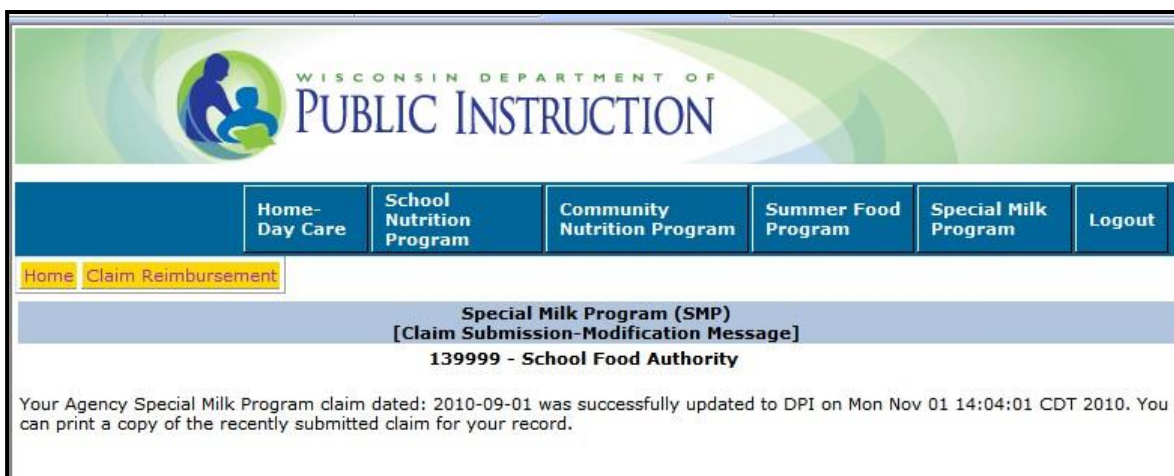 WISCONSIN DEPARTMENT OF
PUBLIC INSTRUCTION
Home-
Day Care
School
Nutrition
Program
Community
Nutrition Program
Summer Food
Program
Special Milk
Program
Logout
Home Claim Reimbursement
Special Milk Program (SMP)
[Claim Submission-Modification Message]
139999 - School Food Authority
Your Agency Special Milk Program claim dated: 2010-09-01 was successfully updated to DPI on Mon Nov 01 14:04:01 CDT 2010. You
can print a copy of the recently submitted claim for your record.